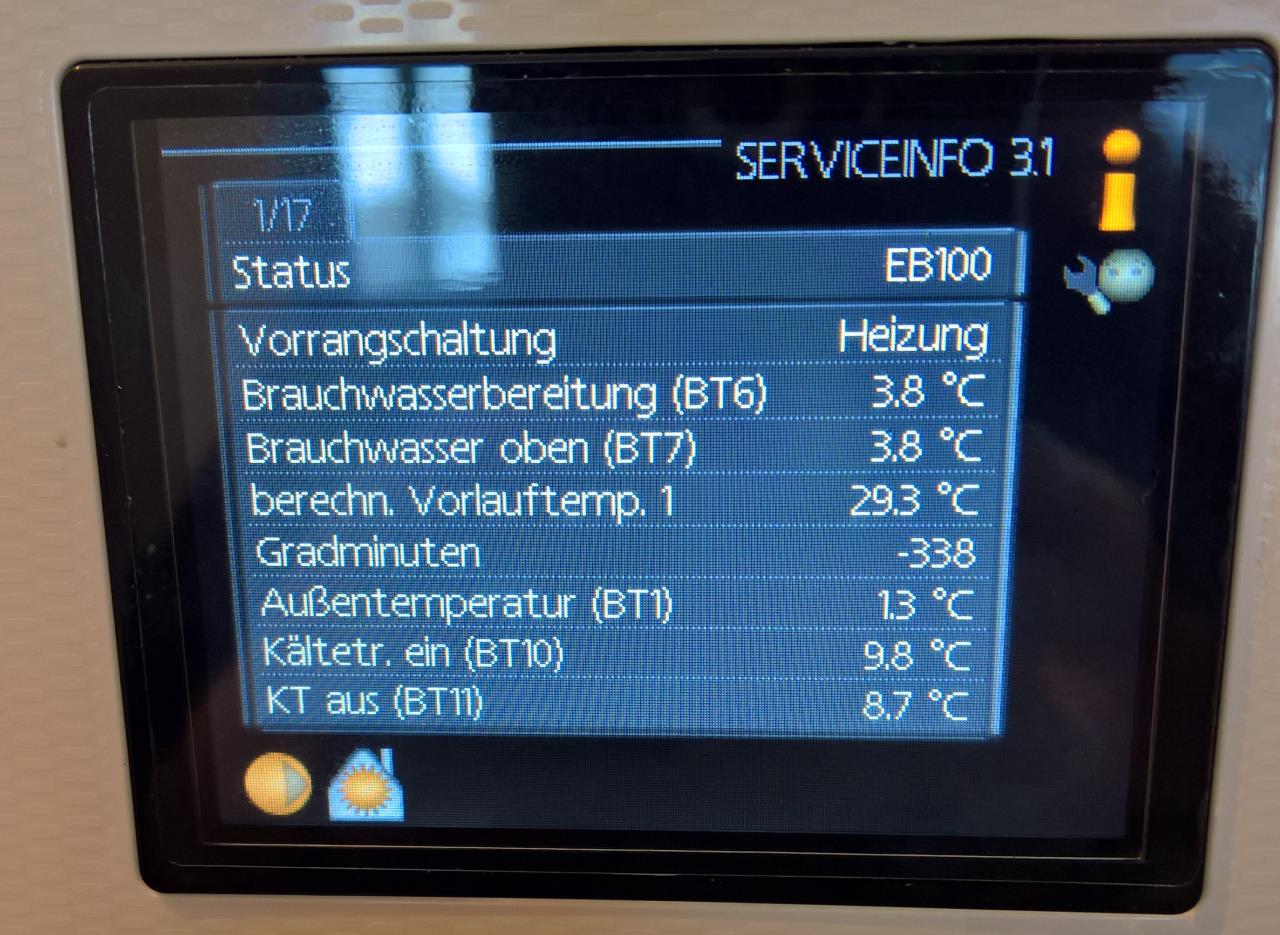 SERVICEINFO 3.1
1/17
Status EB100
Vorrangschaltung Heizung
Brauchwasserbereitung (BT6) 3.8 °C
Brauchwasser oben (BT7) 3.8 °C
berechn. Vorlauftemp. 1 29.3 °C
Gradminuten -338
Außentemperatur (BT1) 1.3 °C
Kältetr. ein (BT10) 9.8 °C
KT aus (BT11) 8.7 °C